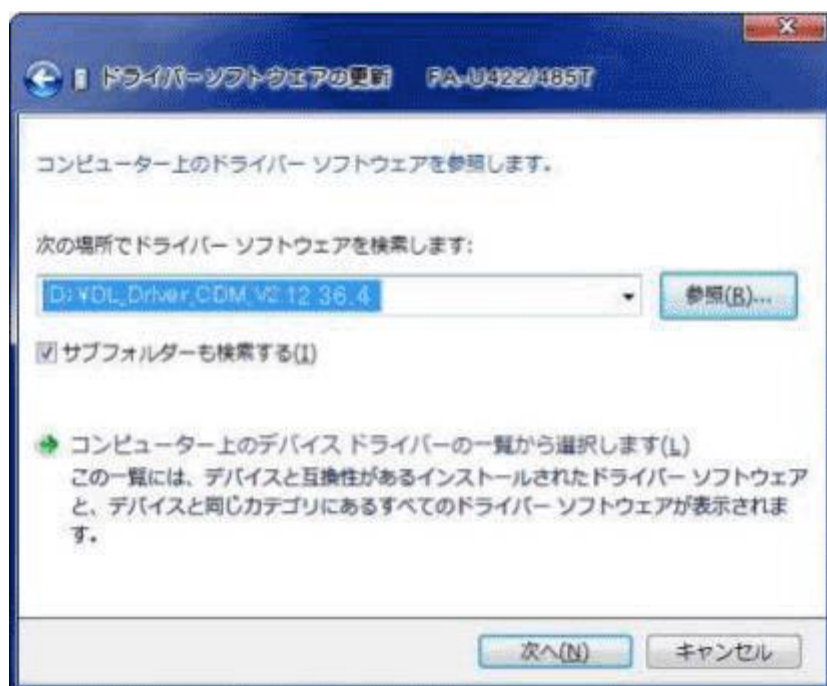 ドライバー ソフトウェアの更新　FA-U422/485T
コンピューター上のドライバー ソフトウェアを参照します。
次の場所でドライバー ソフトウェアを検索します:
D:¥DL_Driver_CDM_V2.12.36.4
参照(R)...
サブフォルダーも検索する(I)
コンピューター上のデバイス ドライバーの一覧から選択します(L)
この一覧には、デバイスと互換性があるインストールされたドライバー ソフトウェア
と、デバイスと同じカテゴリにあるすべてのドライバー ソフトウェアが表示されま
す。
次へ(N)
キャンセル